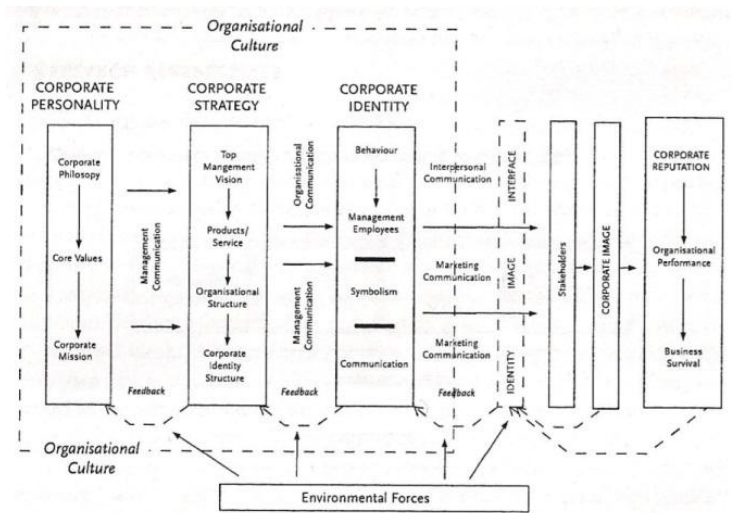 Organisational
Culture
CORPORATE
PERSONALITY
Corporate
Philosopy
Core Values
Corporate
Mission
Management
Communication
Feedback
CORPORATE
STRATEGY
Top
Mangement
Vision
Products/
Service
Organisational
Structure
Corporate
Identity
Structure
Organisational
Communication
Management
Communication
Feedback
CORPORATE
IDENTITY
Behaviour
Management
Employees
Symbolism
Communication
Interpersonal
Communication
Marketing
Communication
Marketing
Communication
Feedback
IDENTITY IMAGE INTERFACE
Stakeholders
CORPORATE IMAGE
CORPORATE
REPUTATION
Organisational
Performance
Business
Survival
Organisational
Culture
Environmental Forces